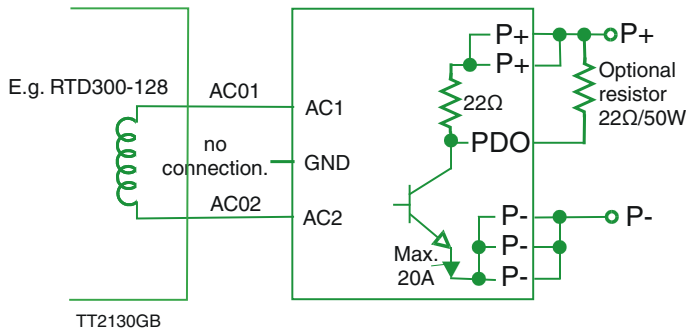 E.g. RTD300-128
AC01
AC1
no
connection.
GND
AC02
AC2
TT2130GB
P+
P+
22Ω
PDO
P+
Optional
resistor
22Ω/50W
Max.
20A
P-
P-
P-
P-